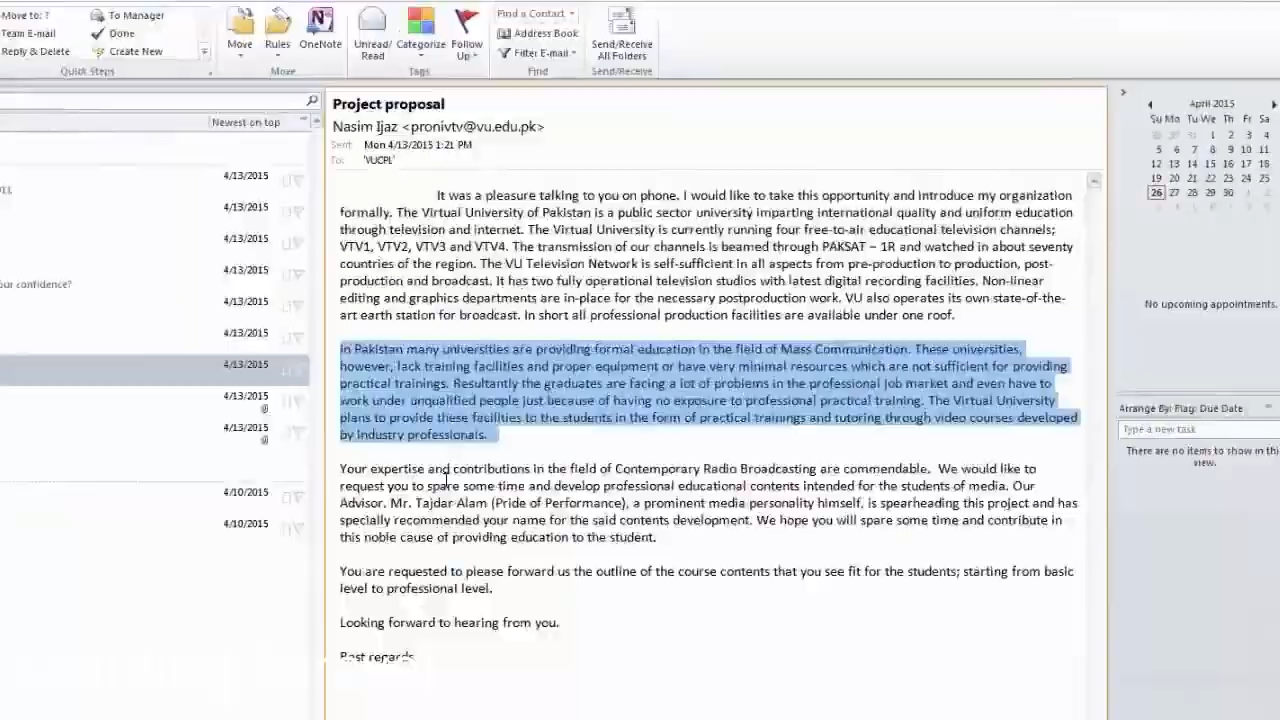 Move to: ?
To Manager
Team E-mail
Done
Reply & Delete
Create New
Quick Steps
Move
Rules
OneNote
Move
Unread/
Read
Categorize
Follow
Up
Tags
Find a Contact
Address Book
Filter E-mail
Find
Send/Receive
All Folders
Send/Receive
Newest on top
4/13/2015
4/13/2015
4/13/2015
4/13/2015
our confidence?
4/13/2015
4/13/2015
4/13/2015
4/13/2015
4/13/2015
4/10/2015
4/10/2015
Project proposal
Nasim Ijaz <pronivtv@vu.edu.pk>
Sent: Mon 4/13/2015 1:21 PM
To: 'VUCPL'
It was a pleasure talking to you on phone. I would like to take this opportunity and introduce my organization
formally. The Virtual University of Pakistan is a public sector university imparting international quality and uniform education
through television and internet. The Virtual University is currently running four free-to-air educational television channels;
VTV1, VTV2, VTV3 and VTV4. The transmission of our channels is beamed through PAKSAT – 1R and watched in about seventy
countries of the region. The VU Television Network is self-sufficient in all aspects from pre-production to production, post-
production and broadcast. It has two fully operational television studios with latest digital recording facilities. Non-linear
editing and graphics departments are in-place for the necessary postproduction work. VU also operates its own state-of-the-
art earth station for broadcast. In short all professional production facilities are available under one roof.
In Pakistan many universities are providing formal education in the field of Mass Communication. These universities,
however, lack training facilities and proper equipment or have very minimal resources which are not sufficient for providing
practical trainings. Resultantly the graduates are facing a lot of problems in the professional job market and even have to
work under unqualified people just because of having no exposure to professional practical training. The Virtual University
plans to provide these facilities to the students in the form of practical trainings and tutoring through video courses developed
by industry professionals.
Your expertise and contributions in the field of Contemporary Radio Broadcasting are commendable. We would like to
request you to spare some time and develop professional educational contents intended for the students of media. Our
Advisor, Mr. Tajdar Alam (Pride of Performance), a prominent media personality himself, is spearheading this project and has
specially recommended your name for the said contents development. We hope you will spare some time and contribute in
this noble cause of providing education to the student.
You are requested to please forward us the outline of the course contents that you see fit for the students; starting from basic
level to professional level.
Looking forward to hearing from you.
Best regards
April 2015
Su Mo Tu We Th Fr Sa
29 30 31 1 2 3 4
5 6 7 8 9 10 11
12 13 14 15 16 17 18
19 20 21 22 23 24 25
26 27 28 29 30 1 2
No upcoming appointments.
Arrange By: Flag: Due Date
Type a new task
There are no items to show in this
view.